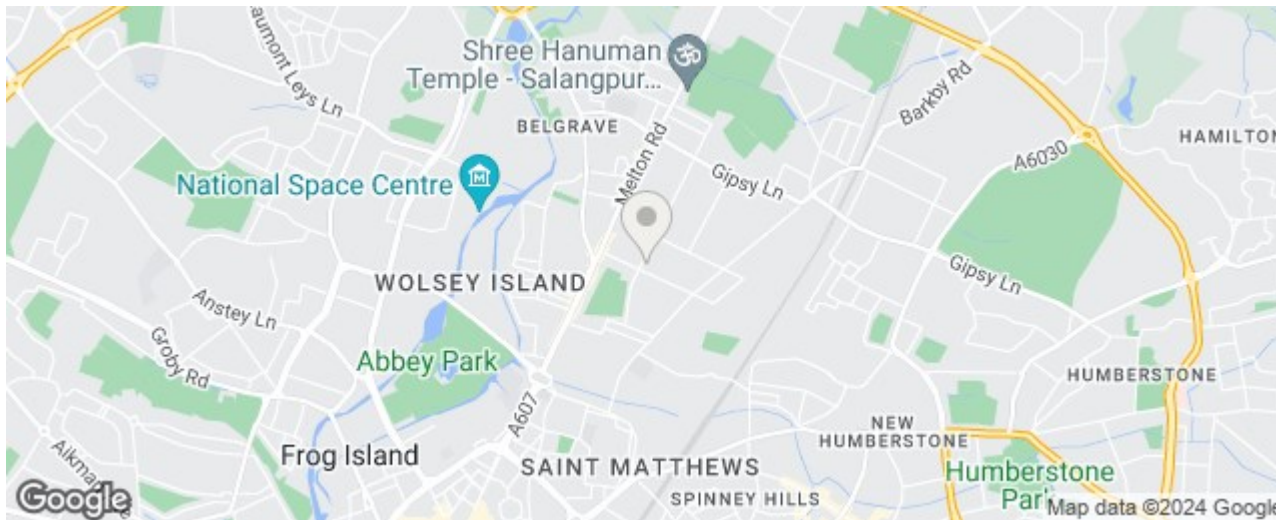 Beaumont Leys Ln
Shree Hanuman
Temple - Salangpur...
Barkby Rd
BELGRAVE
HAMILTON
A6030
Melton Rd
Gipsy Ln
National Space Centre
WOLSEY ISLAND
Gipsy Ln
Anstey Ln
Groby Rd
Abbey Park
HUMBERSTONE
A607
NEW
HUMBERSTONE
Frog Island
SAINT MATTHEWS
Humberstone
Park
SPINNEY HILLS
Google
Map data ©2024 Google